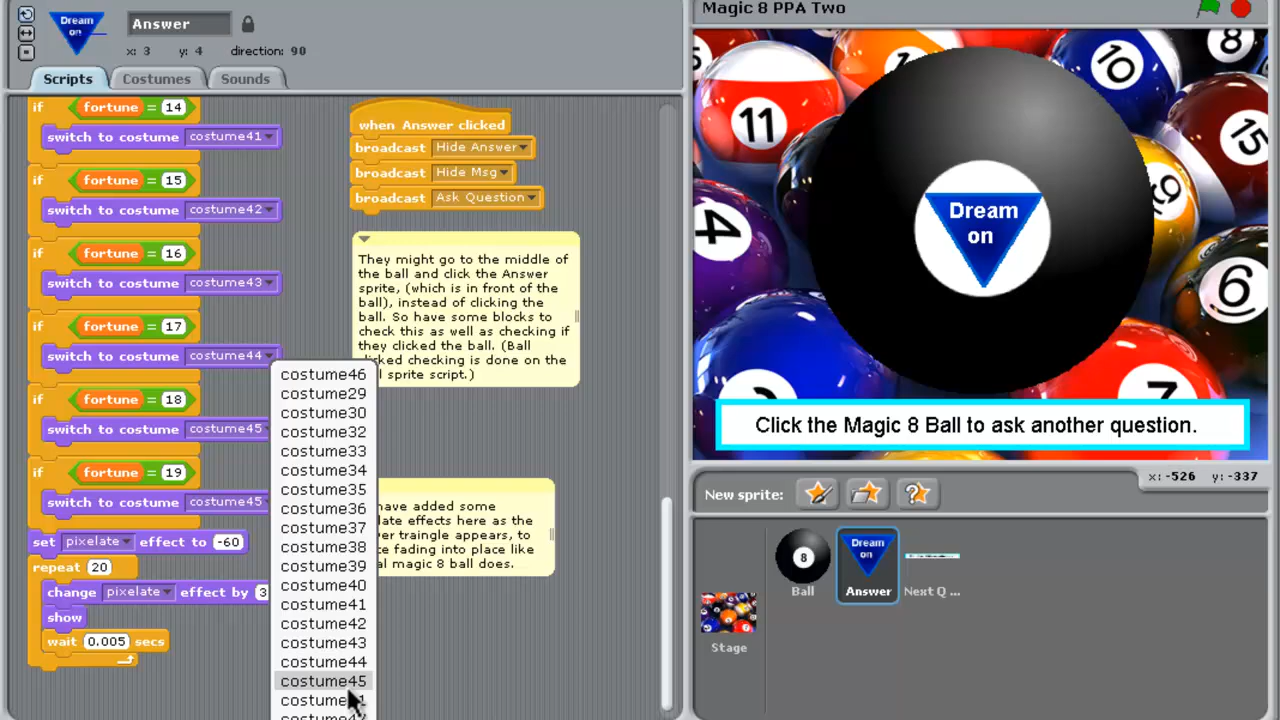 Dream
on
Answer
x: 3 y: 4 direction: 90
Scripts Costumes Sounds
if fortune = 14
switch to costume costume41
if fortune = 15
switch to costume costume42
if fortune = 16
switch to costume costume43
if fortune = 17
switch to costume costume44
if fortune = 18
switch to costume costume45
if fortune = 19
switch to costume costume45
set pixelate effect to -60
repeat 20
change pixelate effect by 3
show
wait 0.005 secs
when Answer clicked
broadcast Hide Answer
broadcast Hide Msg
broadcast Ask Question
They might go to the middle of
the ball and click the Answer
sprite, (which is in front of the
ball), instead of clicking the
ball. So have some blocks to
check this as well as checking if
they clicked the ball. (Ball
checking is done on the
sprite script.)
have added some
effects here as the
appears, to
fading into place like
magic 8 ball does.
costume46
costume29
costume30
costume32
costume33
costume34
costume35
costume36
costume37
costume38
costume39
costume40
costume41
costume42
costume43
costume44
costume45
Magic 8 PPA Two
8
10
11
15
4
9
6
7
Dream
on
Click the Magic 8 Ball to ask another question.
x: -526 y: -337
New sprite:
8
Dream
on
Ball Answer Next Q ...
Stage